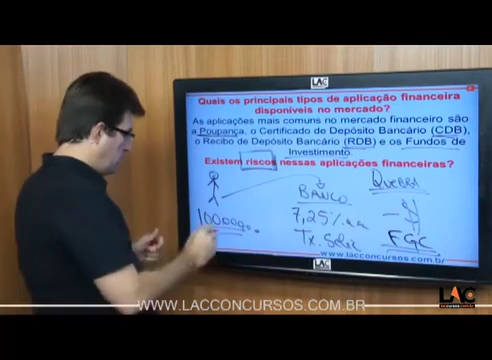 LAC
Quais os principais tipos de aplicação financeira
disponíveis no mercado?
As aplicações mais comuns no mercado financeiro são
a Poupança, o Certificado de Depósito Bancário (CDB),
o Recibo de Depósito Bancário (RDB) e os Fundos de
Investimento.
Existem riscos nessas aplicações financeiras?
BANCO
QUEBRA
100.000,00
7,25% a.a
$
Tx. Selic
FGC
www.lacconcursos.com.br
LAC
WWW.LACCONCURSOS.COM.BR
LAC